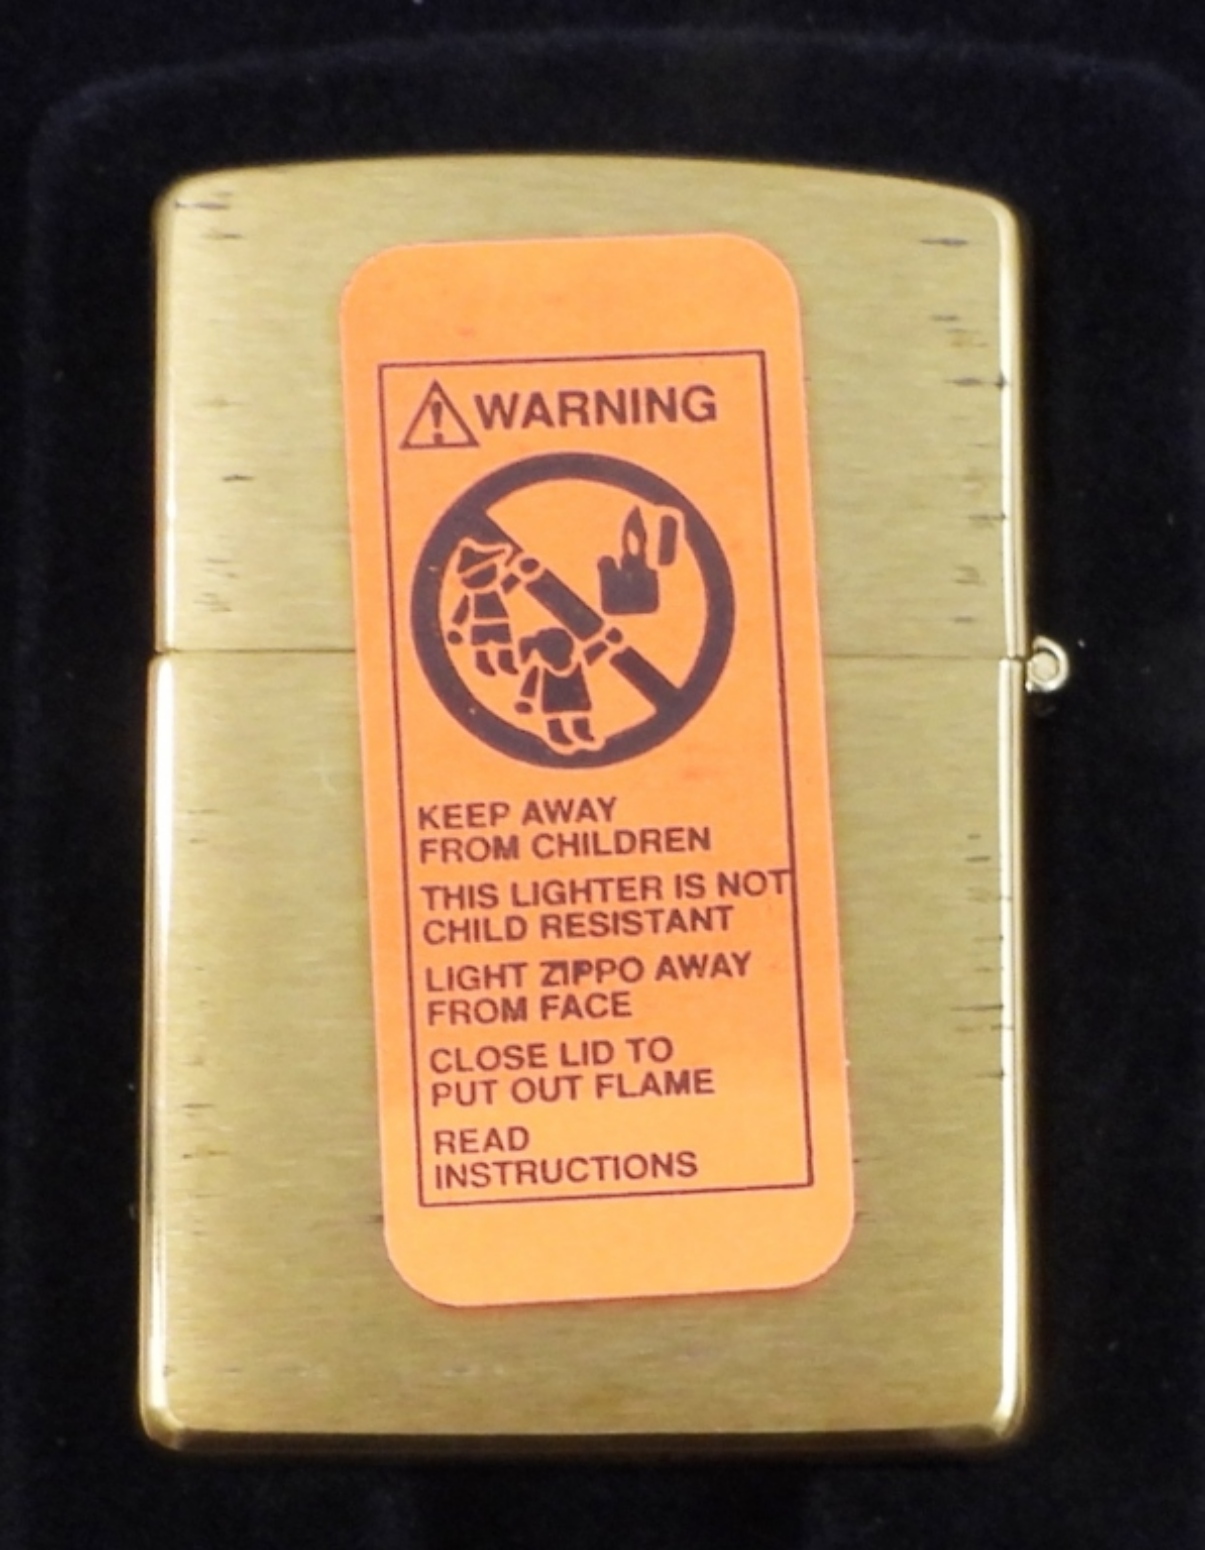 WARNING
KEEP AWAY
FROM CHILDREN
THIS LIGHTER IS NOT
CHILD RESISTANT
LIGHT ZIPPO AWAY
FROM FACE
CLOSE LID TO
PUT OUT FLAME
READ
INSTRUCTIONS